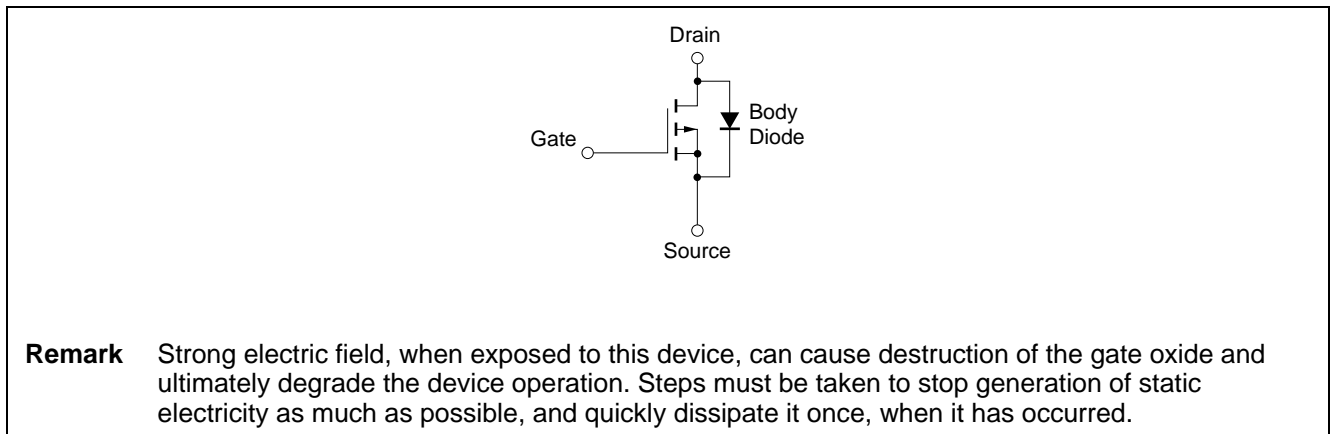 Drain
Body
Diode
Gate
Source
Remark Strong electric field, when exposed to this device, can cause destruction of the gate oxide and
ultimately degrade the device operation. Steps must be taken to stop generation of static
electricity as much as possible, and quickly dissipate it once, when it has occurred.